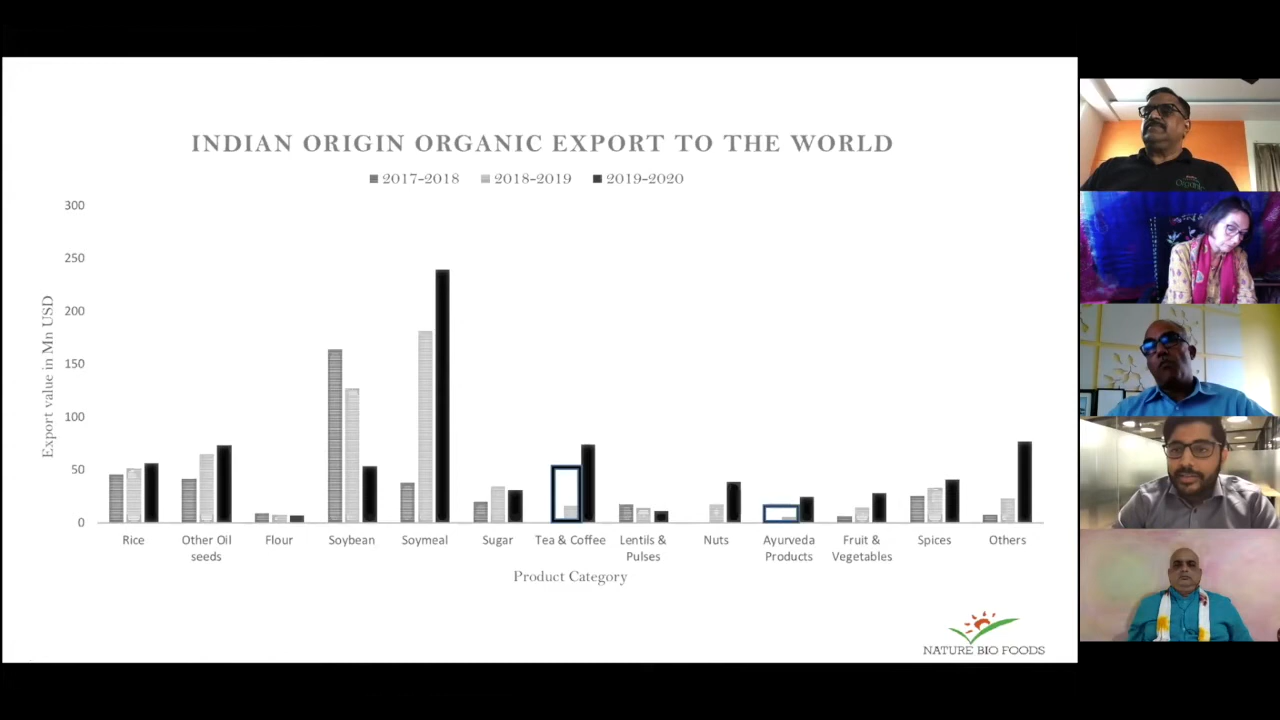 INDIAN ORIGIN ORGANIC EXPORT TO THE WORLD
2017-2018 2018-2019 2019-2020
300
250
200
150
100
50
0
Export value in Mn USD
Rice Other Oil seeds Flour Soybean Soymeal Sugar Tea & Coffee Lentils & Pulses Nuts Ayurveda Products Fruit & Vegetables Spices Others
Product Category
NATURE BIO FOODS